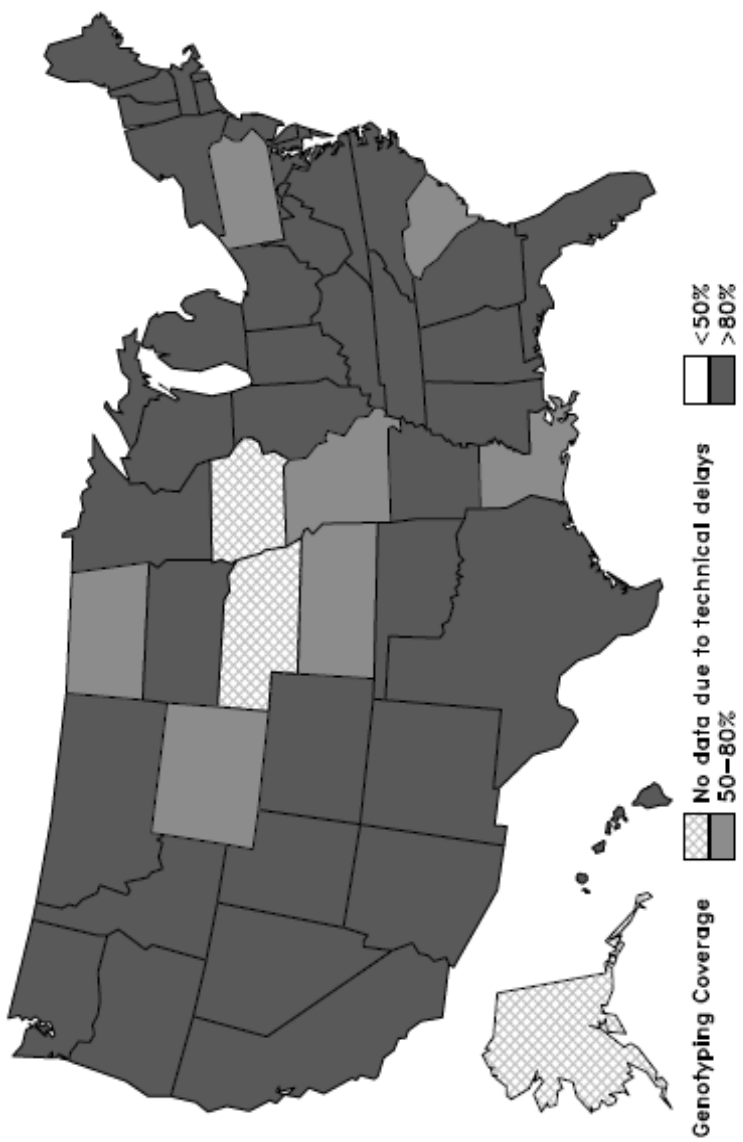 Genotyping Coverage
No data due to technical delays
<50%
50–80%
>80%